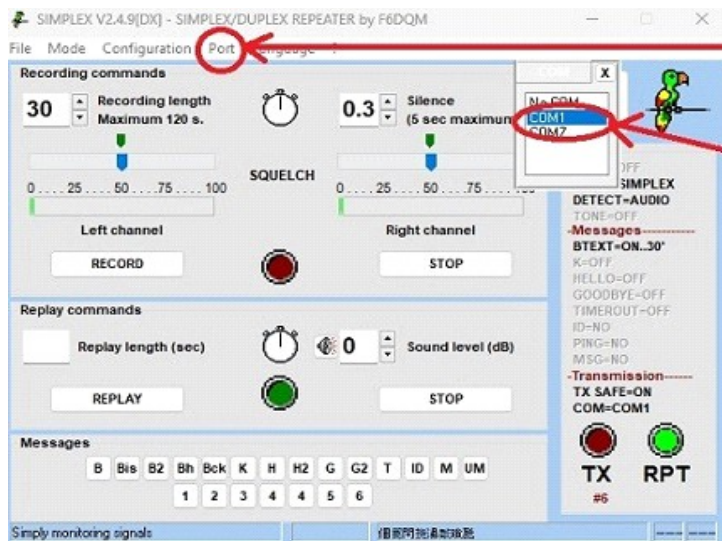 SIMPLEX V2.4.9[DX] - SIMPLEX/DUPLEX REPEATER by F6DQM
File Mode Configuration Port ?
Recording commands
30
Recording length
Maximum 120 s.
0.3
Silence
(5 sec maximum
X
No COM
COM1
COM7
SQUELCH
0....25....50....75....100
0....25....50....75....
Left channel
Right channel
RECORD
STOP
SIMPLEX
DETECT=AUDIO
TONE=OFF
-Messages----------
BTEXT=ON..30'
K=OFF
HELLO=OFF
GOODBYE=OFF
TIMEROUT=OFF
ID=NO
PING=NO
MSG=NO
-Transmission------
TX SAFE=ON
COM=COM1
Replay commands
Replay length (sec)
0
Sound level (dB)
REPLAY
STOP
TX
RPT
#6
Messages
B Bis B2 Bh Bck K H H2 G G2 T ID M UM
1 2 3 4 4 5 6
Simply monitoring signals